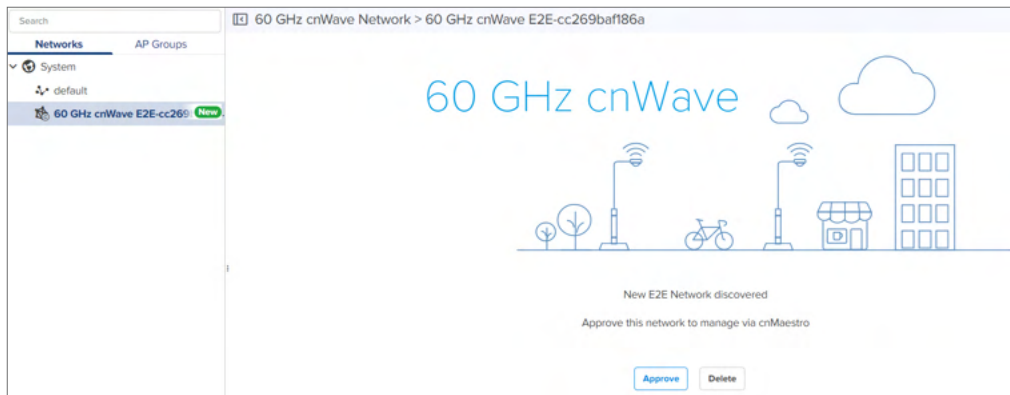 Search
60 GHz cnWave Network > 60 GHz cnWave E2E-cc269baf186a
Networks AP Groups
System
default
60 GHz cnWave E2E-cc269 New
60 GHz cnWave
New E2E Network discovered
Approve this network to manage via cnMaestro
Approve Delete